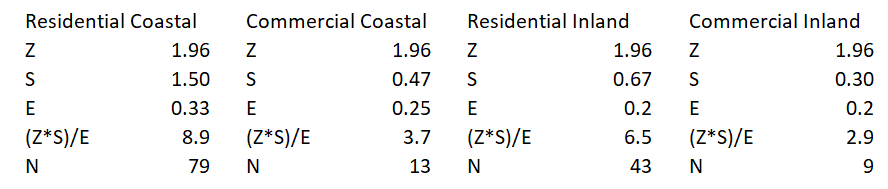 Residential Coastal Commercial Coastal Residential Inland Commercial Inland
Z 1.96 Z 1.96 Z 1.96 Z 1.96
S 1.50 S 0.47 S 0.67 S 0.30
E 0.33 E 0.25 E 0.2 E 0.2
(Z*S)/E 8.9 (Z*S)/E 3.7 (Z*S)/E 6.5 (Z*S)/E 2.9
N 79 N 13 N 43 N 9